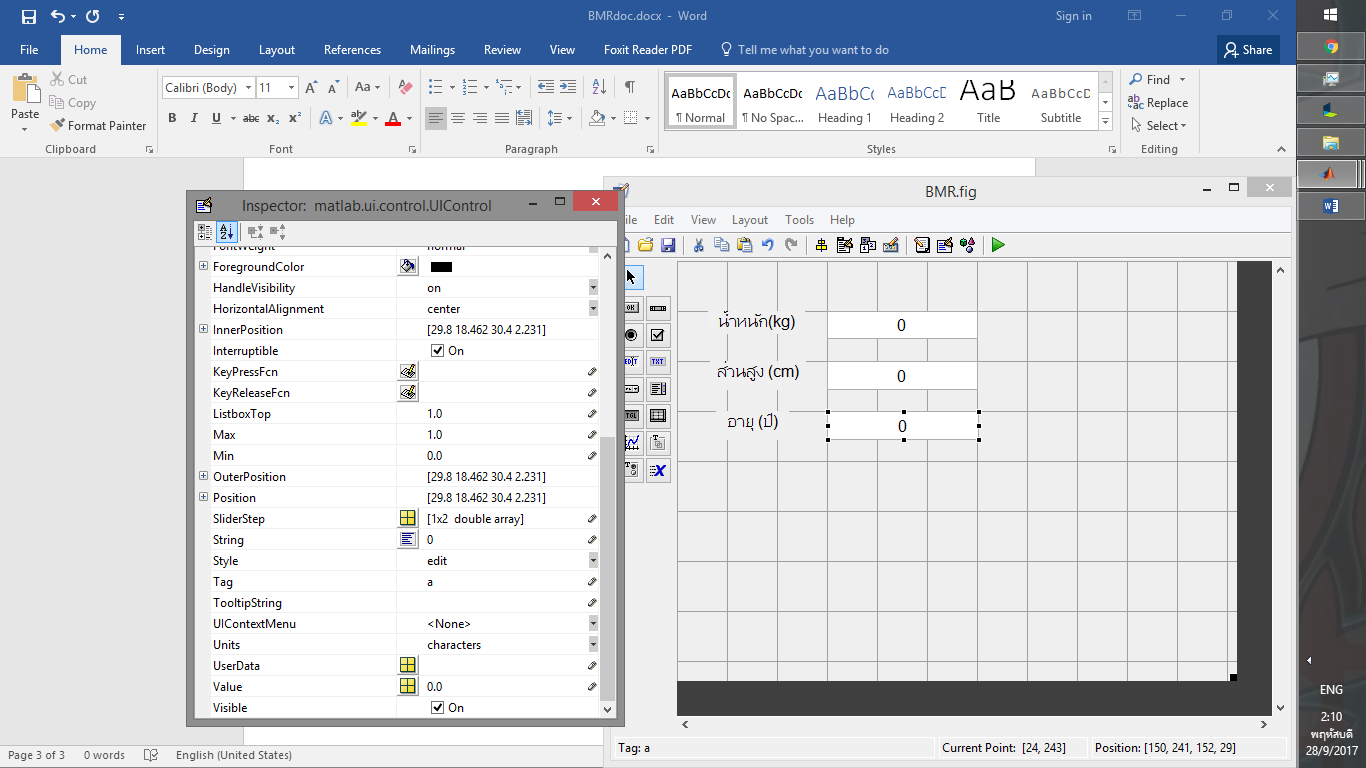 BMRdoc.docx - Word
Sign in
File Home Insert Design Layout References Mailings Review View Foxit Reader PDF Tell me what you want to do Share
Paste
Cut
Copy
Format Painter
Clipboard
Calibri (Body) 11
Font
Paragraph
AaBbCcDc AaBbCcDc AaBbCc AaBbCcD AaB AaBbCcD
¶ Normal ¶ No Spac... Heading 1 Heading 2 Title Subtitle
Styles
Find
Replace
Select
Editing
Inspector: matlab.ui.control.UIControl
FontWeight normal
ForegroundColor
HandleVisibility on
HorizontalAlignment center
InnerPosition [29.8 18.462 30.4 2.231]
Interruptible On
KeyPressFcn
KeyReleaseFcn
ListboxTop 1.0
Max 1.0
Min 0.0
OuterPosition [29.8 18.462 30.4 2.231]
Position [29.8 18.462 30.4 2.231]
SliderStep [1x2 double array]
String 0
Style edit
Tag a
TooltipString
UIContextMenu <None>
Units characters
UserData
Value 0.0
Visible On
BMR.fig
File Edit View Layout Tools Help
OK
EDIT TXT
TGL
น้ำหนัก(kg) 0
ส่วนสูง (cm) 0
อายุ (ปี) 0
Tag: a Current Point: [24, 243] Position: [150, 241, 152, 29]
Page 3 of 3 0 words English (United States)
ENG
2:10
พฤหัสบดี
28/9/2017